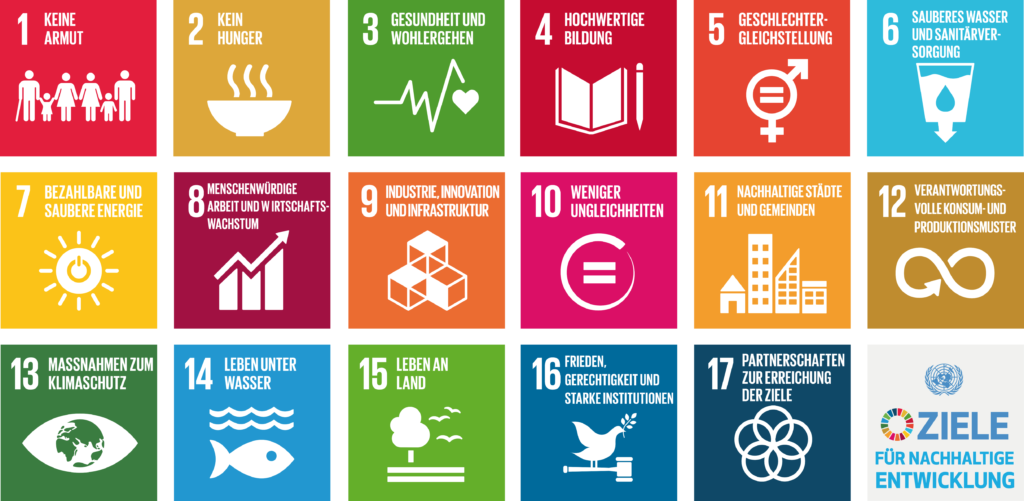 1 KEINE
ARMUT
2 KEIN
HUNGER
3 GESUNDHEIT UND
WOHLERGEHEN
4 HOCHWERTIGE
BILDUNG
5 GESCHLECHTER-
GLEICHSTELLUNG
6 SAUBERES WASSER
UND SANITÄRVER-
SORGUNG
7 BEZAHLBARE UND
SAUBERE ENERGIE
8 MENSCHENWÜRDIGE
ARBEIT UND WIRTSCHAFTS-
WACHSTUM
9 INDUSTRIE, INNOVATION
UND INFRASTRUKTUR
10 WENIGER
UNGLEICHHEITEN
11 NACHHALTIGE STÄDTE
UND GEMEINDEN
12 VERANTWORTUNGS-
VOLLE KONSUM- UND
PRODUKTIONSMUSTER
13 MASSNAHMEN ZUM
KLIMASCHUTZ
14 LEBEN UNTER
WASSER
15 LEBEN AN
LAND
16 FRIEDEN,
GERECHTIGKEIT UND
STARKE INSTITUTIONEN
17 PARTNERSCHAFTEN
ZUR ERREICHUNG
DER ZIELE
ZIELE
FÜR NACHHALTIGE
ENTWICKLUNG